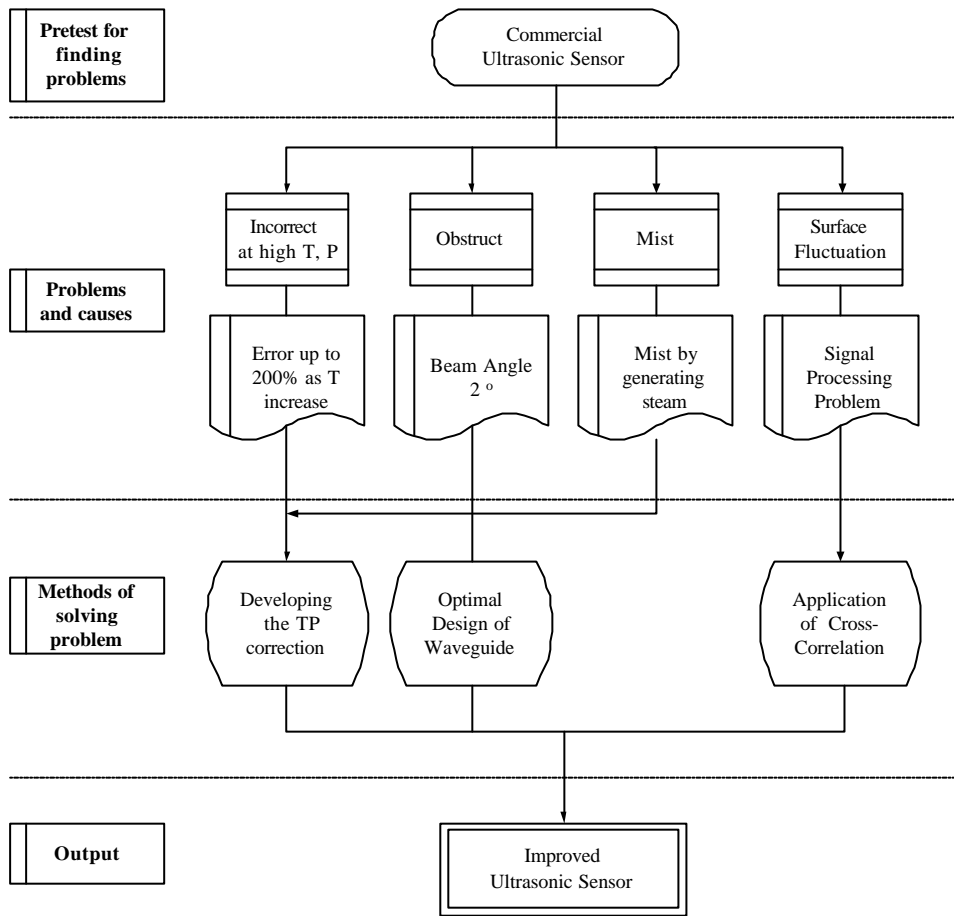 Pretest for
finding
problems
Commercial
Ultrasonic Sensor
Problems
and causes
Incorrect
at high T, P
Obstruct
Mist
Surface
Fluctuation
Error up to
200% as T
increase
Beam Angle
2 º
Mist by
generating
steam
Signal
Processing
Problem
Methods of
solving
problem
Developing
the TP
correction
Optimal
Design of
Waveguide
Application
of Cross-
Correlation
Output
Improved
Ultrasonic Sensor